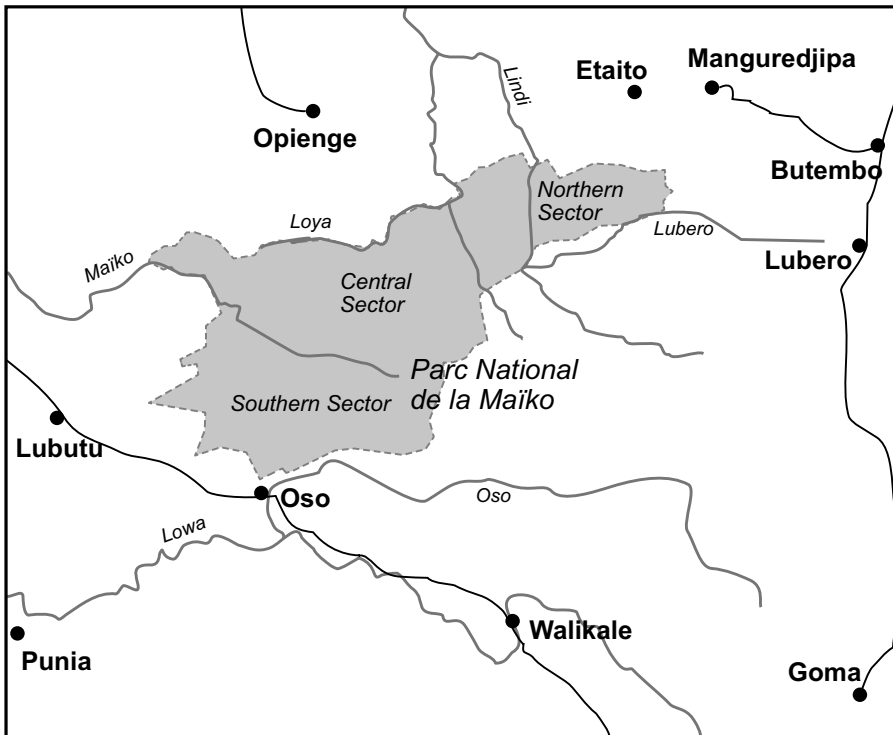 Etaito
Manguredjipa
Lindi
Opienge
Butembo
Northern
Sector
Loya
Lubero
Lubero
Maïko
Central
Sector
Parc National
de la Maïko
Southern Sector
Lubutu
Oso
Oso
Lowa
Walikale
Punia
Goma